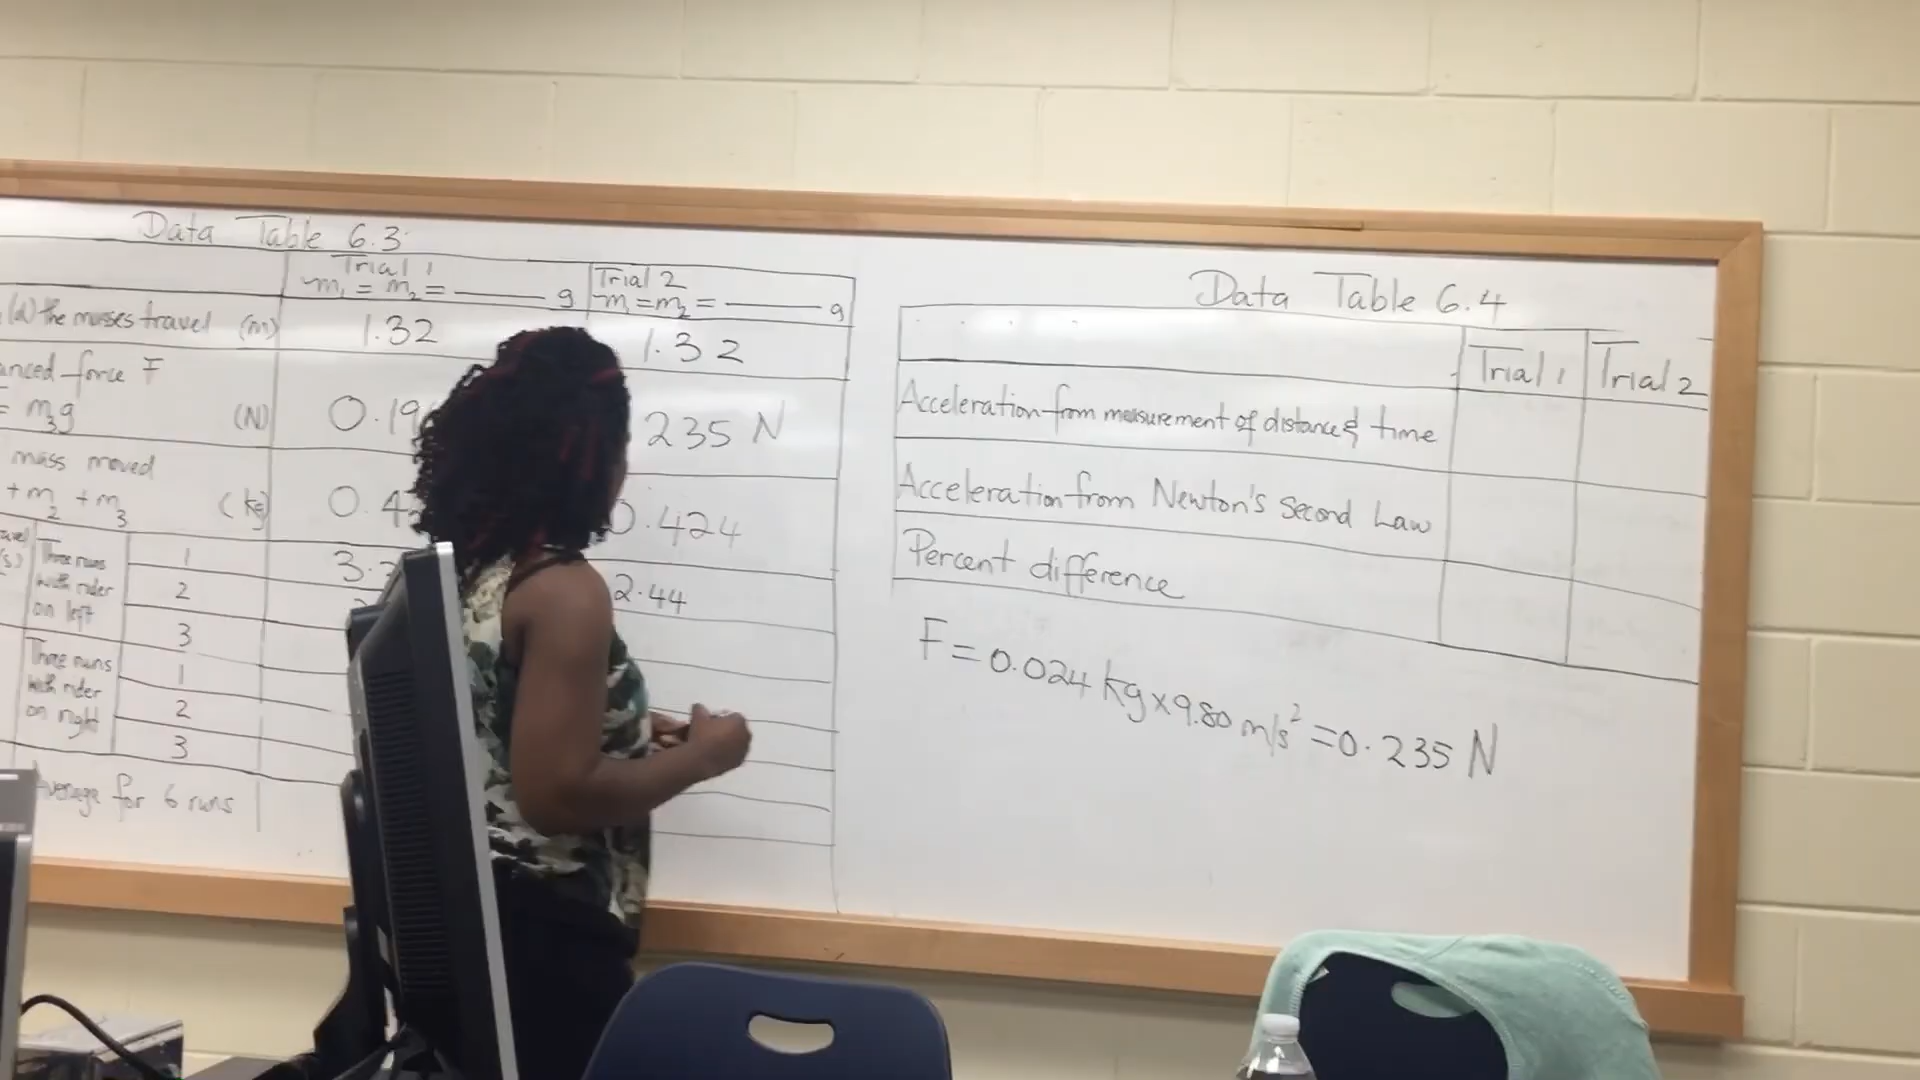 Data Table 6.3
Trial 1
m₁ = m₂ = ______ g
Trial 2
m₁ = m₂ = ______ g
(d) the masses travel (m)
1.32
1.32
anced force F
= m₃g (N)
0.19
235 N
mass moved
+ m₂ + m₃ (kg)
0.42
0.424
(s)
Three runs
with rider
on left
1
2
3
3.
2.44
Three runs
with rider
on right
1
2
3
Average for 6 runs
Data Table 6.4
Trial 1
Trial 2
Acceleration from measurement of distance & time
Acceleration from Newton's Second Law
Percent difference
F = 0.024 kg x 9.80 m/s² = 0.235 N